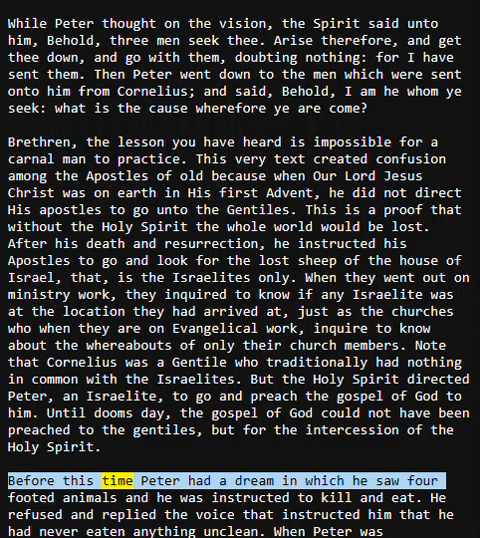 While Peter thought on the vision, the Spirit said unto
him, Behold, three men seek thee. Arise therefore, and get
thee down, and go with them, doubting nothing: for I have
sent them. Then Peter went down to the men which were sent
onto him from Cornelius; and said, Behold, I am he whom ye
seek: what is the cause wherefore ye are come?

Brethren, the lesson you have heard is impossible for a
carnal man to practice. This very text created confusion
among the Apostles of old because when Our Lord Jesus
Christ was on earth in His first Advent, he did not direct
His apostles to go unto the Gentiles. This is a proof that
without the Holy Spirit the whole world would be lost.
After his death and resurrection, he instructed his
Apostles to go and look for the lost sheep of the house of
Israel, that, is the Israelites only. When they went out on
ministry work, they inquired to know if any Israelite was
at the location they had arrived at, just as the churches
who when they are on Evangelical work, inquire to know
about the whereabouts of only their church members. Note
that Cornelius was a Gentile who traditionally had nothing
in common with the Israelites. But the Holy Spirit directed
Peter, an Israelite, to go and preach the gospel of God to
him. Until dooms day, the gospel of God could not have been
preached to the gentiles, but for the intercession of the
Holy Spirit.

Before this time Peter had a dream in which he saw four
footed animals and he was instructed to kill and eat. He
refused and replied the voice that instructed him that he
had never eaten anything unclean. When Peter was